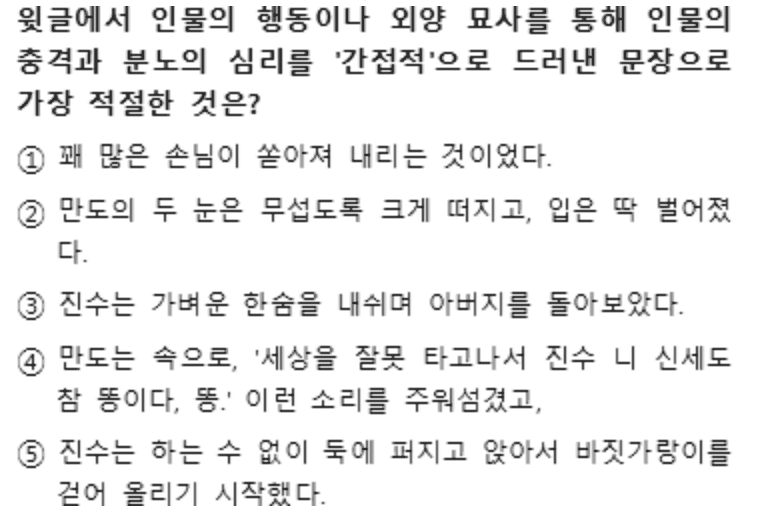 윗글에서 인물의 행동이나 외양 묘사를 통해 인물의
충격과 분노의 심리를 '간접적'으로 드러낸 문장으로
가장 적절한 것은?
① 꽤 많은 손님이 쏟아져 내리는 것이었다.
② 만도의 두 눈은 무섭도록 크게 떠지고, 입은 딱 벌어졌
다.
③ 진수는 가벼운 한숨을 내쉬며 아버지를 돌아보았다.
④ 만도는 속으로, '세상을 잘못 타고나서 진수 니 신세도
참 똥이다, 똥.' 이런 소리를 주워섬겼고,
⑤ 진수는 하는 수 없이 둑에 퍼지고 앉아서 바짓가랑이를
걷어 올리기 시작했다.